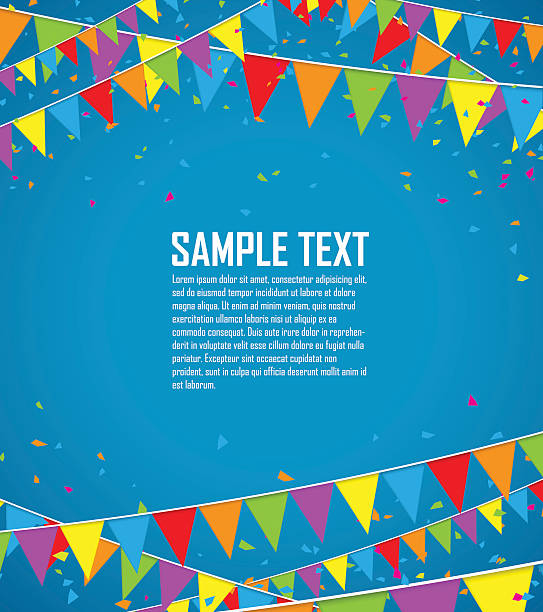 SAMPLE TEXT
Lorem ipsum dolor sit amet, consectetur adipisicing elit,
sed do eiusmod tempor incididunt ut labore et dolore
magna aliqua. Ut enim ad minim veniam, quis nostrud
exercitation ullamco laboris nisi ut aliquip ex ea
commodo consequat. Duis aute irure dolor in reprehen-
derit in voluptate velit esse cillum dolore eu fugiat nulla
pariatur. Excepteur sint occaecat cupidatat non
proident, sunt in culpa qui officia deserunt mollit anim id
est laborum.